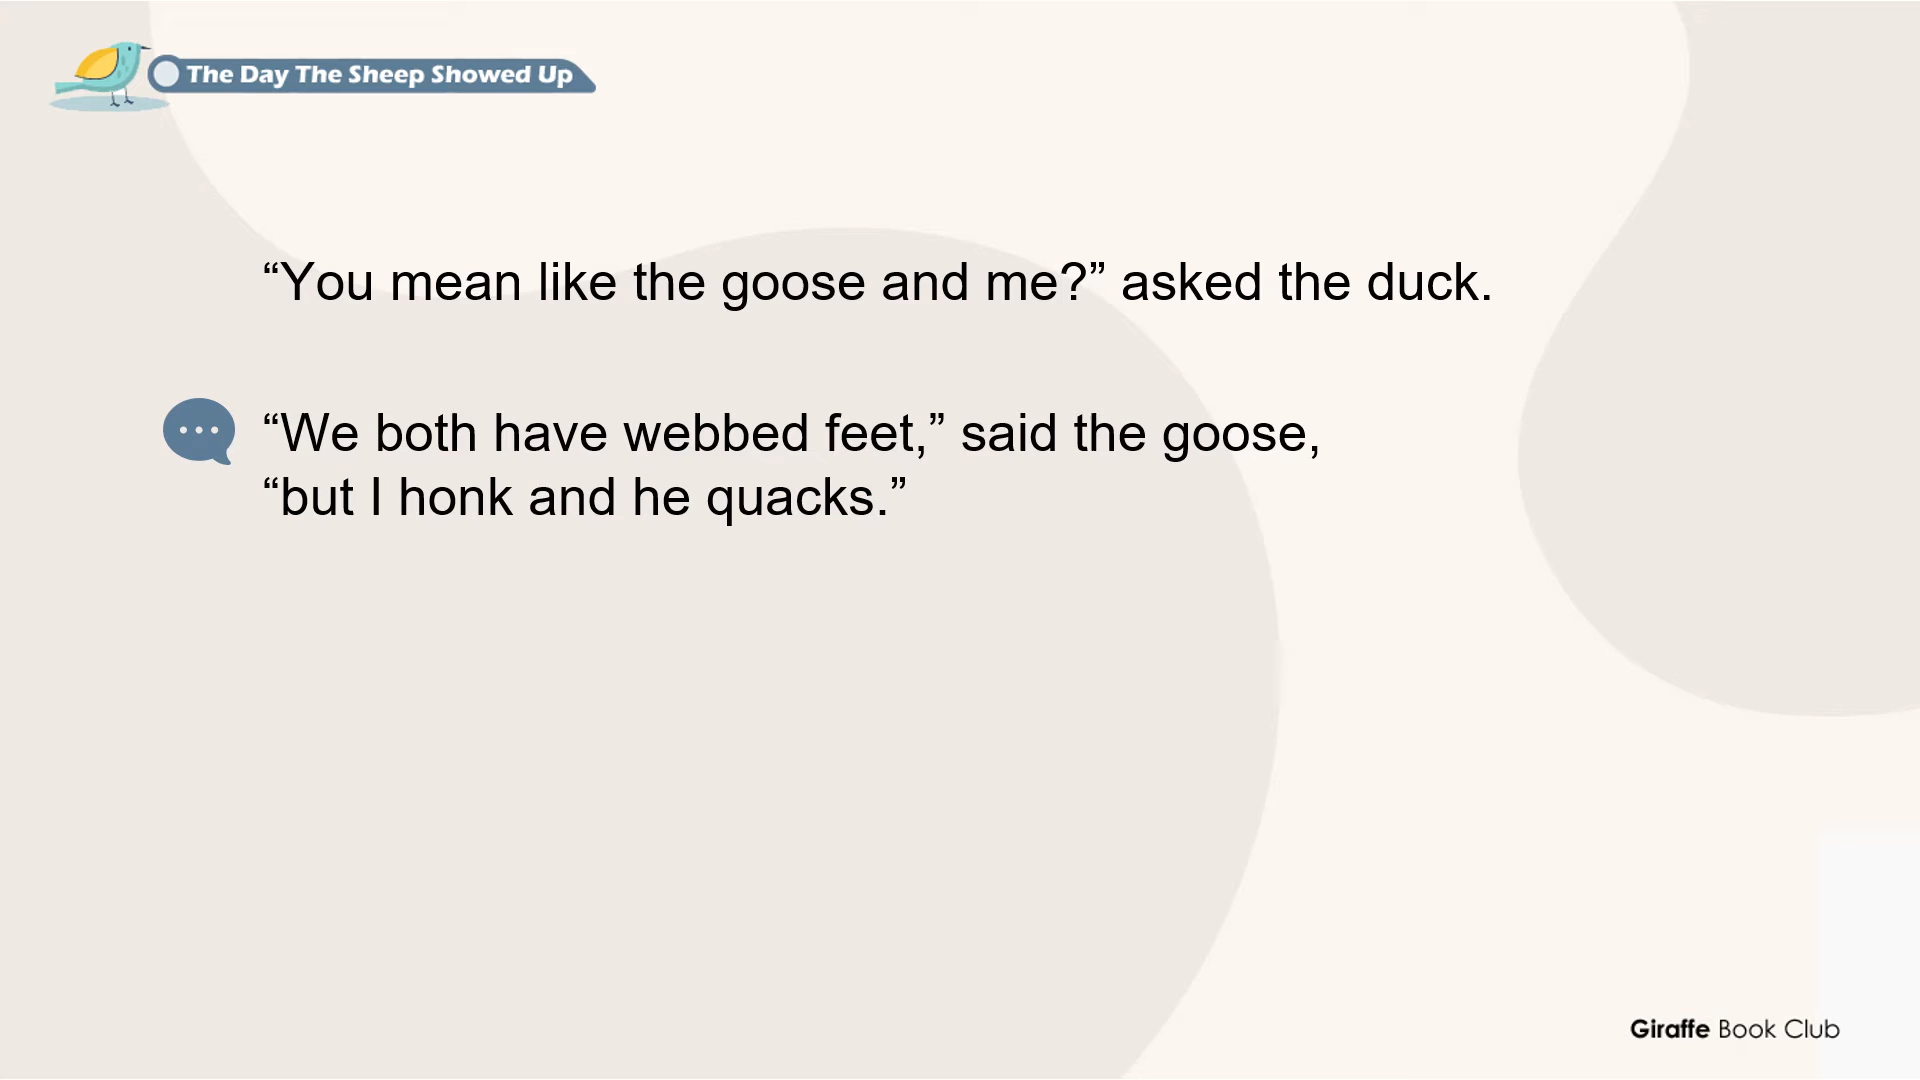 The Day The Sheep Showed Up
“You mean like the goose and me?” asked the duck.
“We both have webbed feet,” said the goose,
“but I honk and he quacks.”
Giraffe Book Club